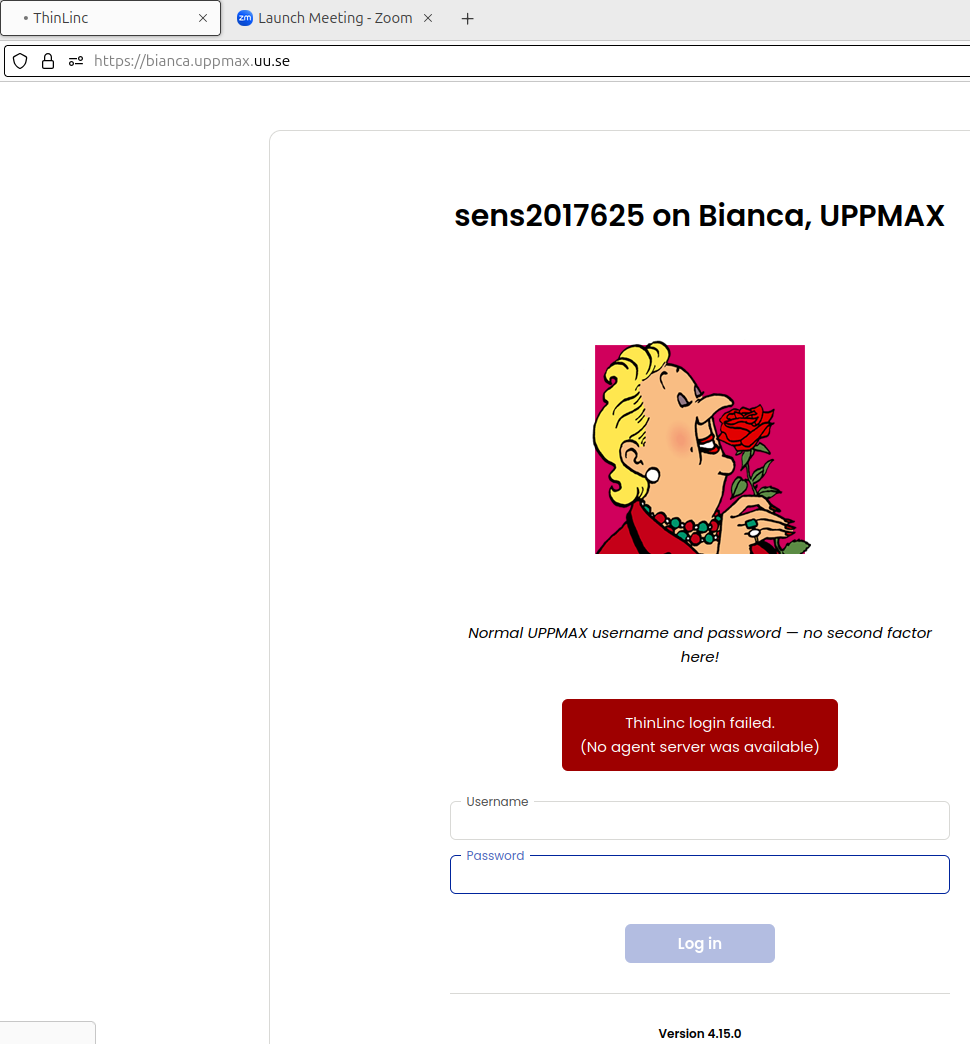 ThinLinc
zm Launch Meeting - Zoom
https://bianca.uppmax.uu.se
sens2017625 on Bianca, UPPMAX
Normal UPPMAX username and password — no second factor
here!
ThinLinc login failed.
(No agent server was available)
Username
Password
Log in
Version 4.15.0